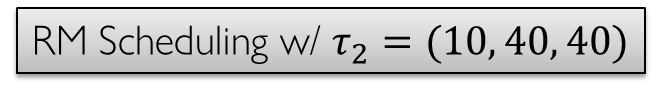 RM Scheduling w/ 𝝉₂ = (10, 40, 40)